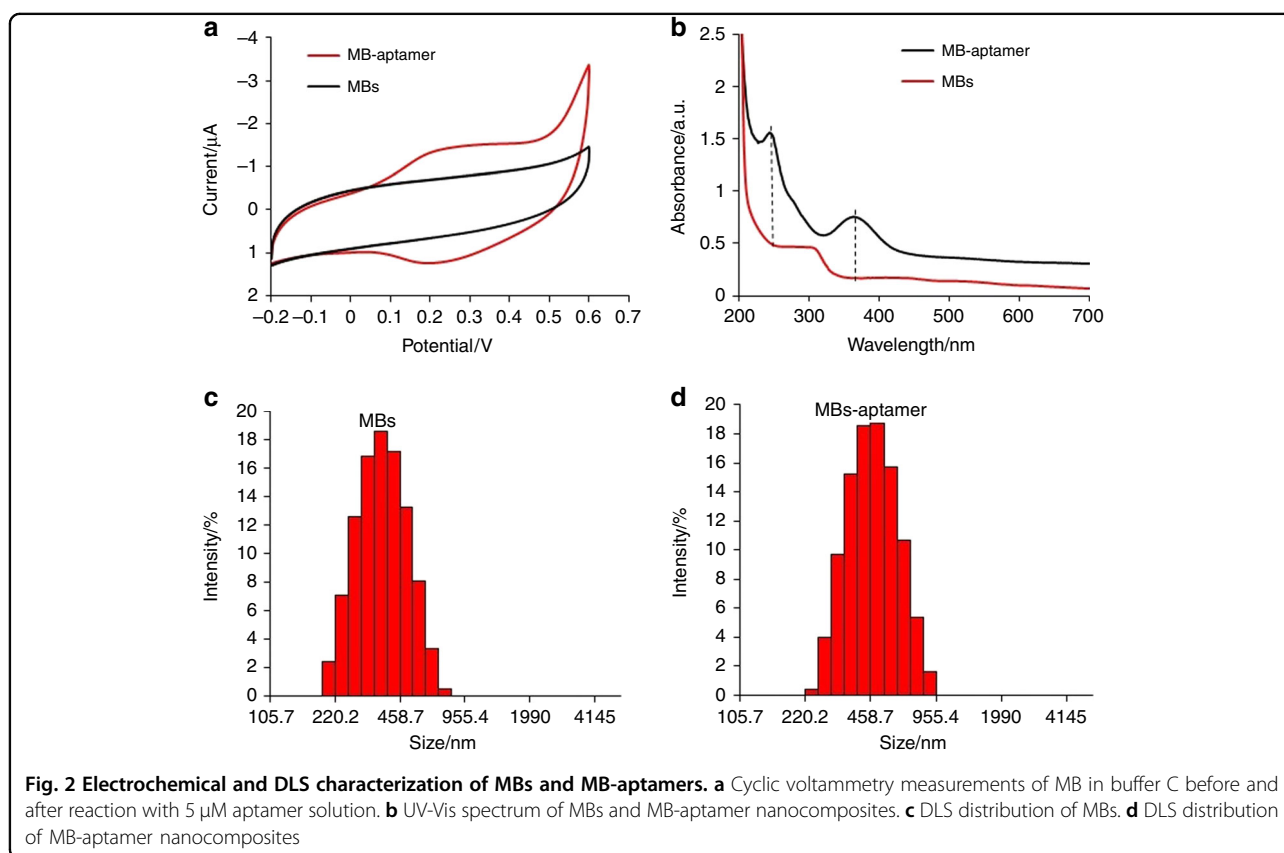 a
−4
−3
−2
−1
0
1
2
Current/µA
MB-aptamer
MBs
−0.2 −0.1 0 0.1 0.2 0.3 0.4 0.5 0.6 0.7
Potential/V
b
2.5
2
1.5
1
0.5
0
Absorbance/a.u.
MB-aptamer
MBs
200 300 400 500 600 700
Wavelength/nm
c
20
18
16
14
12
10
8
6
4
2
0
Intensity/%
MBs
105.7 220.2 458.7 955.4 1990 4145
Size/nm
d
20
18
16
14
12
10
8
6
4
2
0
Intensity/%
MBs-aptamer
105.7 220.2 458.7 955.4 1990 4145
Size/nm
Fig. 2 Electrochemical and DLS characterization of MBs and MB-aptamers. a Cyclic voltammetry measurements of MB in buffer C before and
after reaction with 5 µM aptamer solution. b UV-Vis spectrum of MBs and MB-aptamer nanocomposites. c DLS distribution of MBs. d DLS distribution
of MB-aptamer nanocomposites